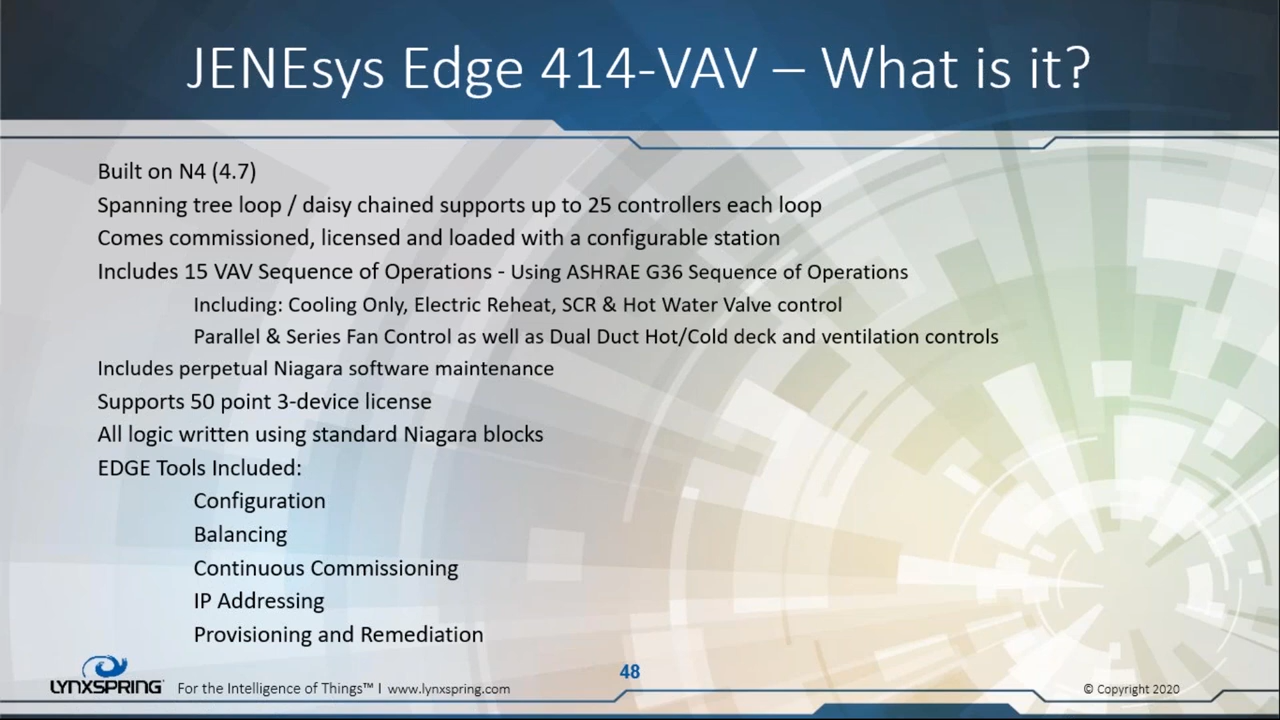 JENEsys Edge 414-VAV – What is it?
Built on N4 (4.7)
Spanning tree loop / daisy chained supports up to 25 controllers each loop
Comes commissioned, licensed and loaded with a configurable station
Includes 15 VAV Sequence of Operations - Using ASHRAE G36 Sequence of Operations
Including: Cooling Only, Electric Reheat, SCR & Hot Water Valve control
Parallel & Series Fan Control as well as Dual Duct Hot/Cold deck and ventilation controls
Includes perpetual Niagara software maintenance
Supports 50 point 3-device license
All logic written using standard Niagara blocks
EDGE Tools Included:
Configuration
Balancing
Continuous Commissioning
IP Addressing
Provisioning and Remediation
48
LYNXSPRING For the Intelligence of Things™ | www.lynxspring.com
© Copyright 2020